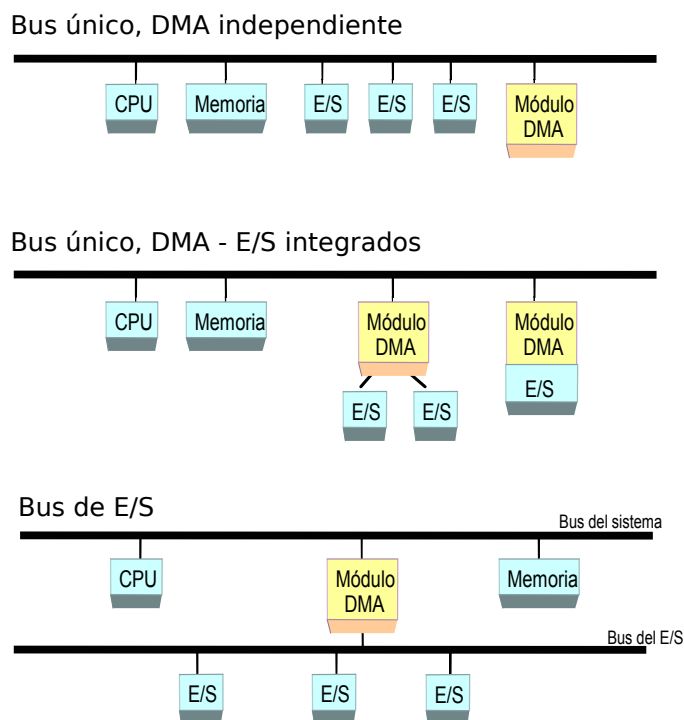 Bus único, DMA independiente
CPU
Memoria
E/S
E/S
E/S
Módulo
DMA
Bus único, DMA - E/S integrados
CPU
Memoria
Módulo
DMA
Módulo
DMA
E/S
E/S
E/S
Bus de E/S
Bus del sistema
CPU
Módulo
DMA
Memoria
Bus del E/S
E/S
E/S
E/S